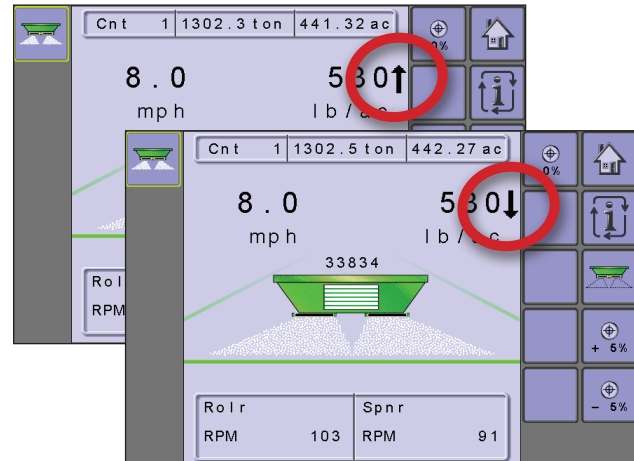 Cnt 1 1302.3 ton 441.32 ac
0%
8.0 530↑
mph lb/ac
Rol
RPM
Cnt 1 1302.5 ton 442.27 ac
0%
8.0 530↓
mph lb/ac
33834
+ 5%
- 5%
Rolr Spnr
RPM 103 RPM 91